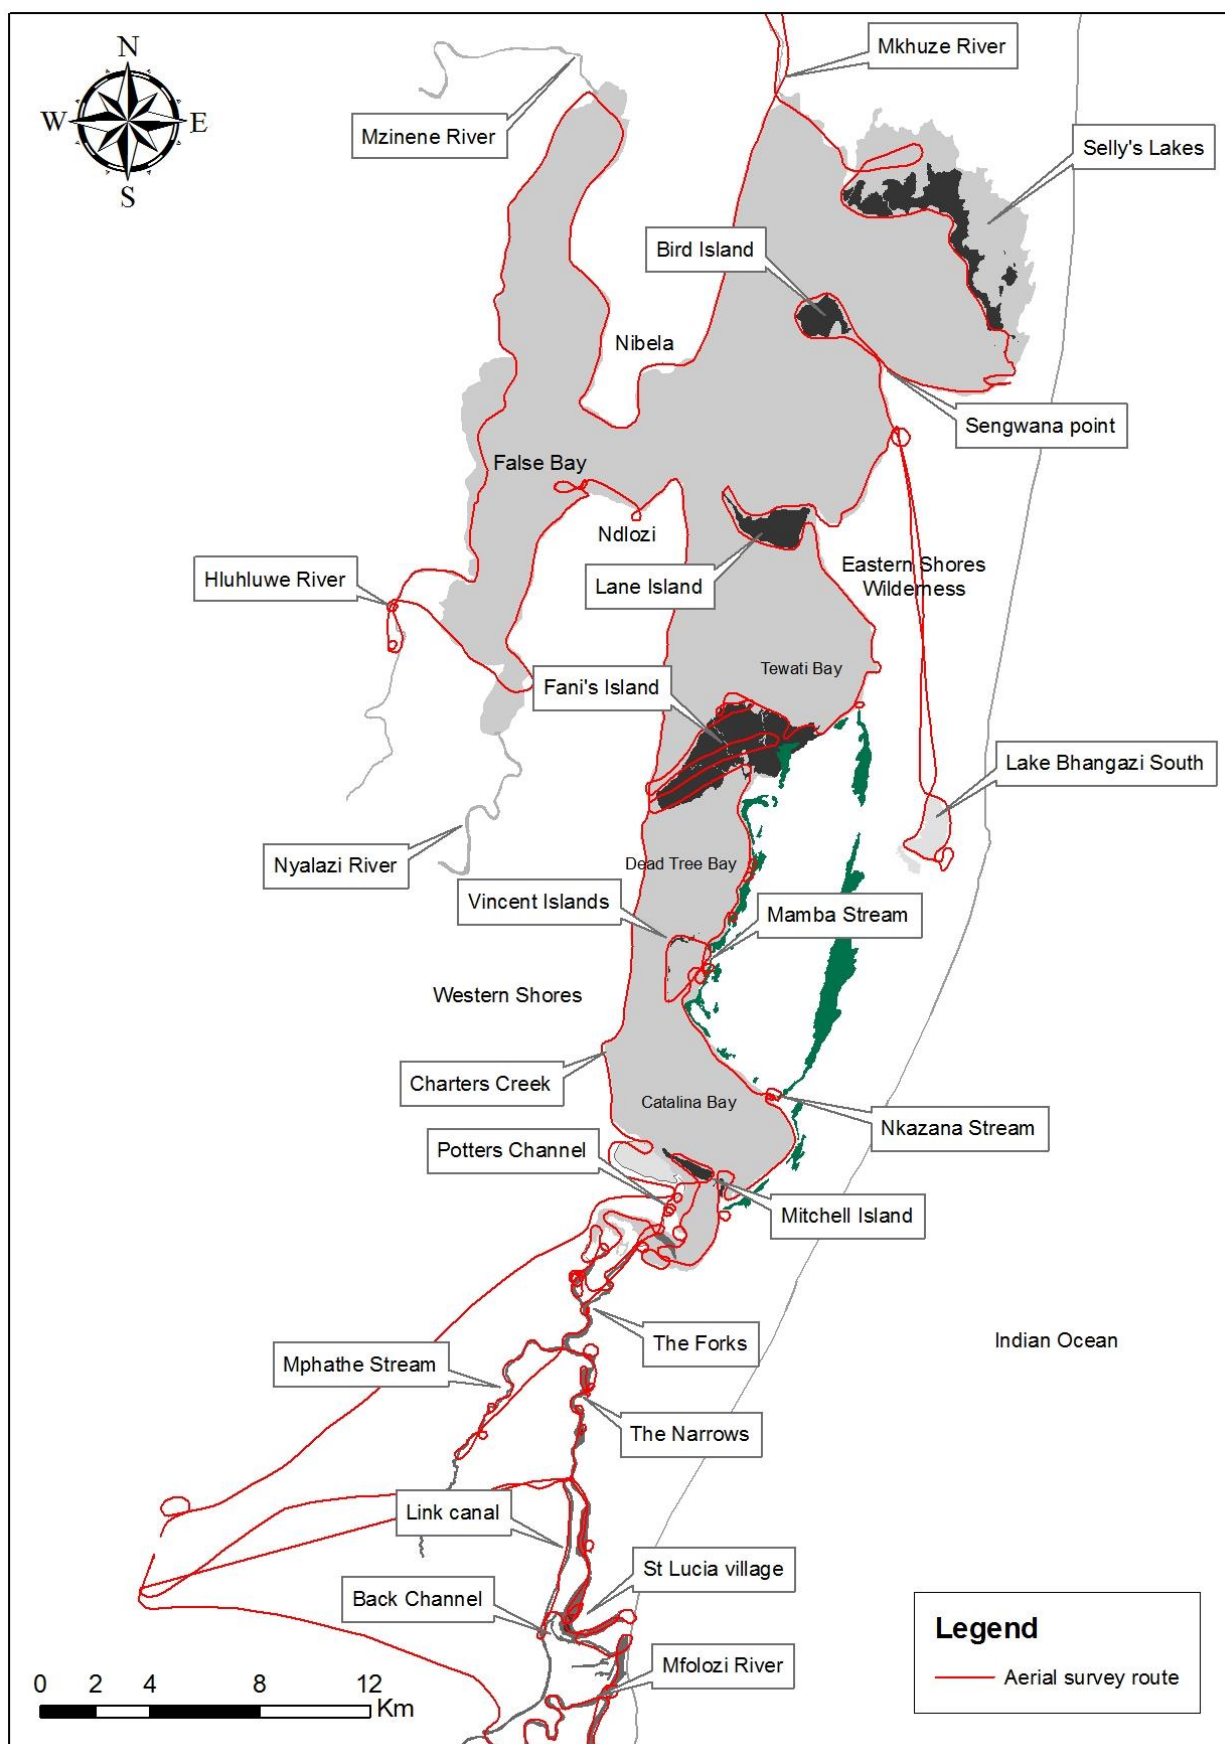 N
Mkhuze River
W
E
Mzinene River
Selly's Lakes
S
Bird Island
Nibela
Sengwana point
False Bay
Ndlozi
Hluhluwe River
Eastern Shores
Wilderness
Lane Island
Tewati Bay
Fani's Island
Lake Bhangazi South
Nyalazi River
Dead Tree Bay
Vincent Islands
Mamba Stream
Western Shores
Charters Creek
Catalina Bay
Nkazana Stream
Potters Channel
Mitchell Island
The Forks
Indian Ocean
Mphathe Stream
The Narrows
Link canal
St Lucia village
Back Channel
Legend
Mfolozi River
Aerial survey route
0 2 4 8 12
Km